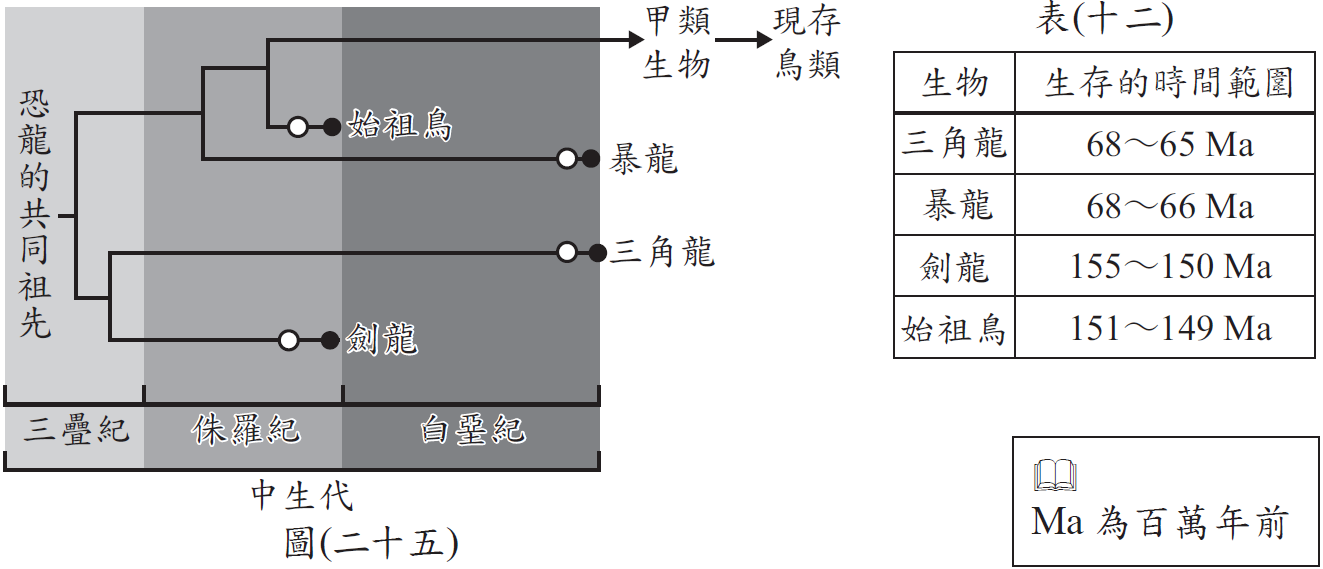 恐龍的共同祖先
甲類生物
現存鳥類
始祖鳥
暴龍
三角龍
劍龍
三疊紀
侏羅紀
白堊紀
中生代
圖(二十五)
表(十二)
生物 生存的時間範圍
三角龍 68～65 Ma
暴龍 68～66 Ma
劍龍 155～150 Ma
始祖鳥 151～149 Ma
Ma 為百萬年前